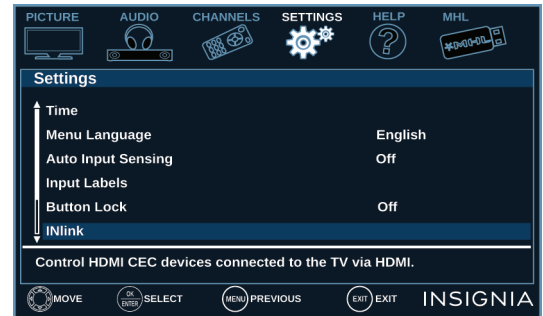 PICTURE AUDIO CHANNELS SETTINGS HELP MHL
MHL
Settings
Time
Menu Language English
Auto Input Sensing Off
Input Labels
Button Lock Off
INlink
Control HDMI CEC devices connected to the TV via HDMI.
MOVE OK ENTER SELECT MENU PREVIOUS EXIT EXIT INSIGNIA